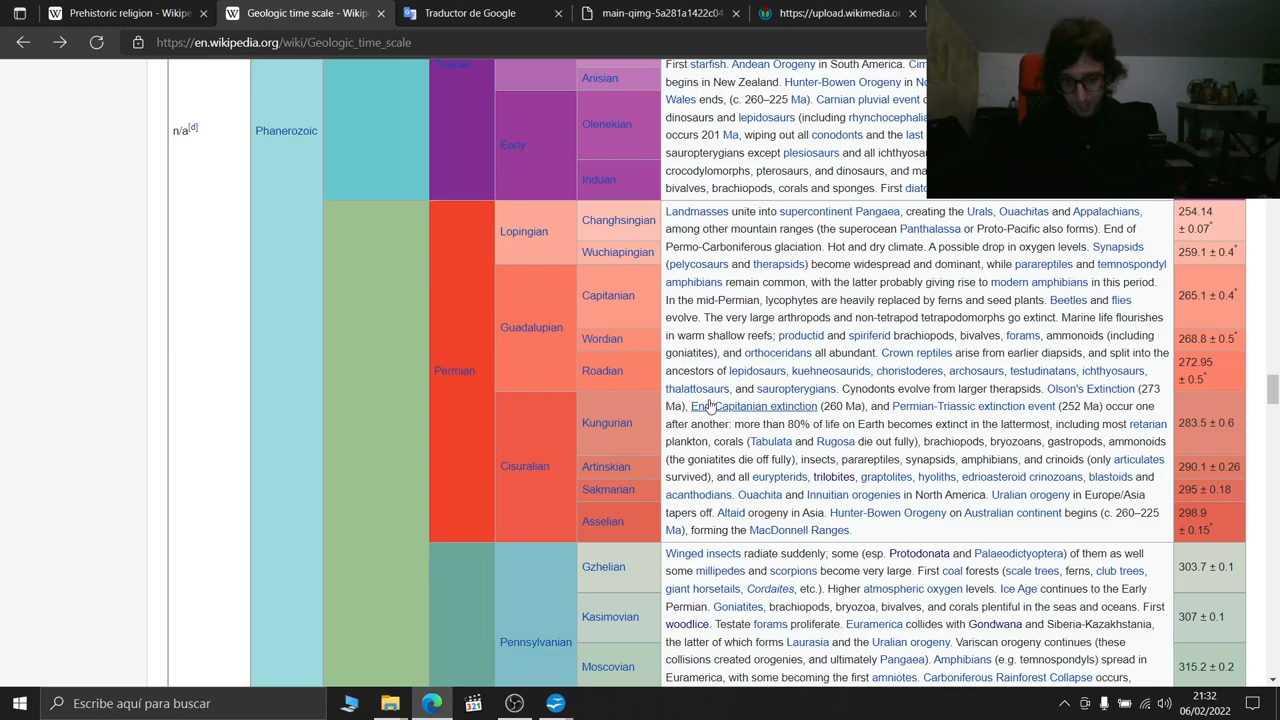 Prehistoric religion - Wikipedia
Geologic time scale - Wikipedia
Traductor de Google
main-qimg-5a281a1422c04
https://upload.wikimedia.or
https://en.wikipedia.org/wiki/Geologic_time_scale
n/a[d]
Phanerozoic
Triassic
Anisian
Early
Olenekian
Induan
First starfish. Andean Orogeny in South America. Cim
begins in New Zealand. Hunter-Bowen Orogeny in No
Wales ends, (c. 260–225 Ma). Carnian pluvial event
dinosaurs and lepidosaurs (including rhynchocephalia
occurs 201 Ma, wiping out all conodonts and the last
sauropterygians except plesiosaurs and all ichthyosau
crocodylomorphs, pterosaurs, and dinosaurs, and ma
bivalves, brachiopods, corals and sponges. First diato
Permian
Lopingian
Changhsingian
Wuchiapingian
Guadalupian
Capitanian
Wordian
Roadian
Cisuralian
Kungurian
Artinskian
Sakmarian
Asselian
Landmasses unite into supercontinent Pangaea, creating the Urals, Ouachitas and Appalachians,
among other mountain ranges (the superocean Panthalassa or Proto-Pacific also forms). End of
Permo-Carboniferous glaciation. Hot and dry climate. A possible drop in oxygen levels. Synapsids
(pelycosaurs and therapsids) become widespread and dominant, while parareptiles and temnospondyl
amphibians remain common, with the latter probably giving rise to modern amphibians in this period.
In the mid-Permian, lycophytes are heavily replaced by ferns and seed plants. Beetles and flies
evolve. The very large arthropods and non-tetrapod tetrapodomorphs go extinct. Marine life flourishes
in warm shallow reefs; productid and spiriferid brachiopods, bivalves, forams, ammonoids (including
goniatites), and orthoceridans all abundant. Crown reptiles arise from earlier diapsids, and split into the
ancestors of lepidosaurs, kuehneosaurids, choristoderes, archosaurs, testudinatans, ichthyosaurs,
thalattosaurs, and sauropterygians. Cynodonts evolve from larger therapsids. Olson's Extinction (273
Ma), End-Capitanian extinction (260 Ma), and Permian-Triassic extinction event (252 Ma) occur one
after another: more than 80% of life on Earth becomes extinct in the lattermost, including most retarian
plankton, corals (Tabulata and Rugosa die out fully), brachiopods, bryozoans, gastropods, ammonoids
(the goniatites die off fully), insects, parareptiles, synapsids, amphibians, and crinoids (only articulates
survived), and all eurypterids, trilobites, graptolites, hyoliths, edrioasteroid crinozoans, blastoids and
acanthodians. Ouachita and Innuitian orogenies in North America. Uralian orogeny in Europe/Asia
tapers off. Altaid orogeny in Asia. Hunter-Bowen Orogeny on Australian continent begins (c. 260–225
Ma), forming the MacDonnell Ranges.
254.14
± 0.07*
259.1 ± 0.4*
265.1 ± 0.4*
268.8 ± 0.5*
272.95
± 0.5*
283.5 ± 0.6
290.1 ± 0.26
295 ± 0.18
298.9
± 0.15*
Pennsylvanian
Gzhelian
Kasimovian
Moscovian
Winged insects radiate suddenly; some (esp. Protodonata and Palaeodictyoptera) of them as well
some millipedes and scorpions become very large. First coal forests (scale trees, ferns, club trees,
giant horsetails, Cordaites, etc.). Higher atmospheric oxygen levels. Ice Age continues to the Early
Permian. Goniatites, brachiopods, bryozoa, bivalves, and corals plentiful in the seas and oceans. First
woodlice. Testate forams proliferate. Euramerica collides with Gondwana and Siberia-Kazakhstania,
the latter of which forms Laurasia and the Uralian orogeny. Variscan orogeny continues (these
collisions created orogenies, and ultimately Pangaea). Amphibians (e.g. temnospondyls) spread in
Euramerica, with some becoming the first amniotes. Carboniferous Rainforest Collapse occurs,
303.7 ± 0.1
307 ± 0.1
315.2 ± 0.2
Escribe aquí para buscar
321
21:32
06/02/2022